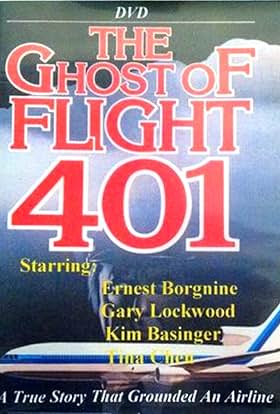 DVD
THE
GHOST OF
FLIGHT
401
Starring:
Ernest Borgnine
Gary Lockwood
Kim Basinger
Tina Chen
A True Story That Grounded An Airline